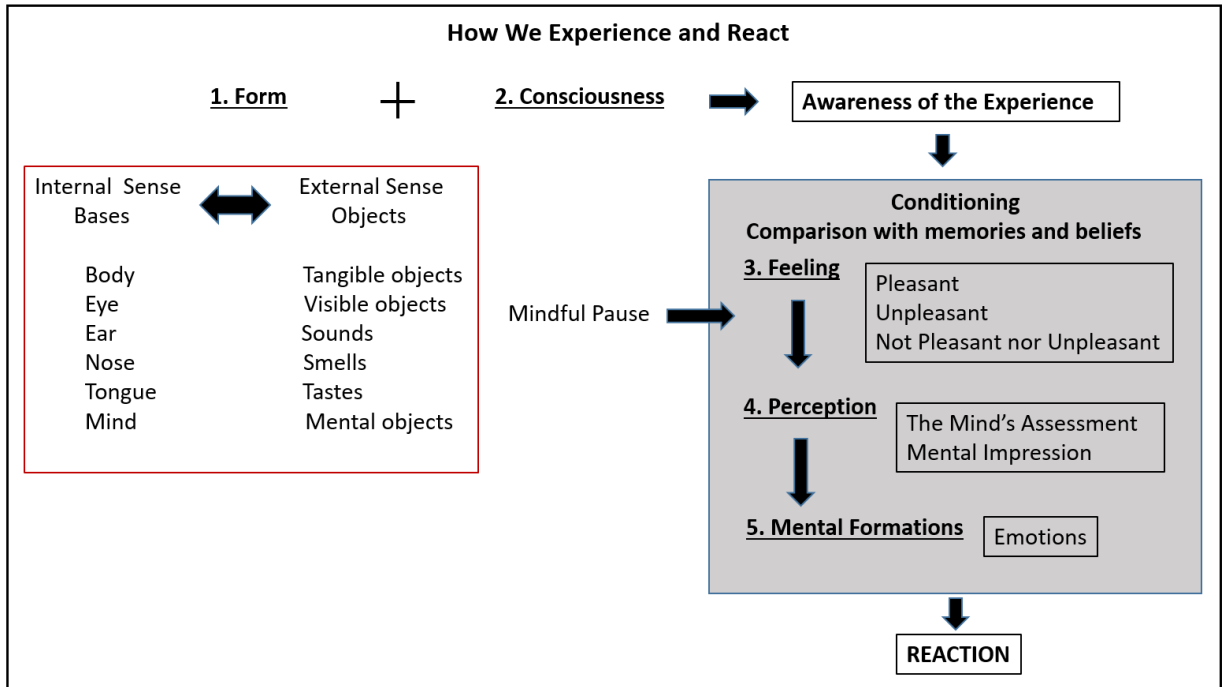 How We Experience and React
1. Form + 2. Consciousness
Awareness of the Experience
Internal Sense
Bases
External Sense
Objects
Body
Eye
Ear
Nose
Tongue
Mind
Tangible objects
Visible objects
Sounds
Smells
Tastes
Mental objects
Mindful Pause
Conditioning
Comparison with memories and beliefs
3. Feeling
Pleasant
Unpleasant
Not Pleasant nor Unpleasant
4. Perception
The Mind's Assessment
Mental Impression
5. Mental Formations
Emotions
REACTION